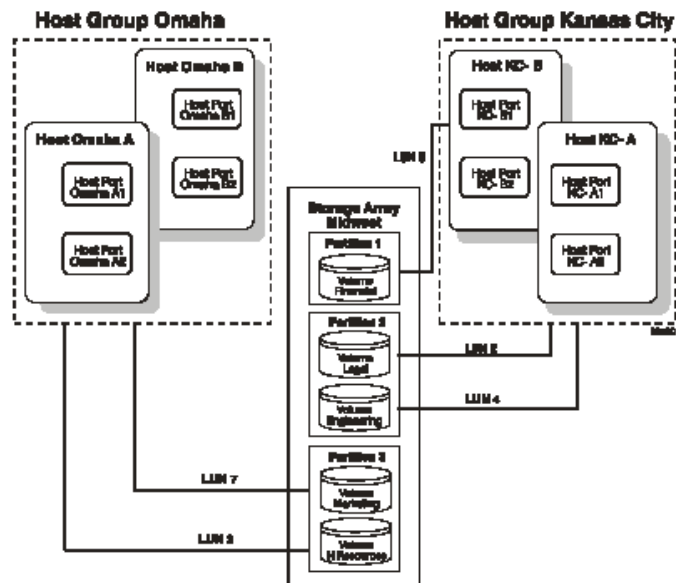 Host Group Omaha
Host Omaha B
Host Port
Omaha B1
Host Port
Omaha B2
Host Omaha A
Host Port
Omaha A1
Host Port
Omaha A2
Host Group Kansas City
Host KC- B
Host Port
KC- B1
Host Port
KC- B2
Host KC- A
Host Port
KC- A1
Host Port
KC- A2
Storage Array
Midwest
Partition 1
Volume
Financial
Partition 2
Volume
Legal
Volume
Engineering
Partition 3
Volume
Marketing
Volume
H Resources
LUN
LUN
LUN 4
LUN 7
LUN